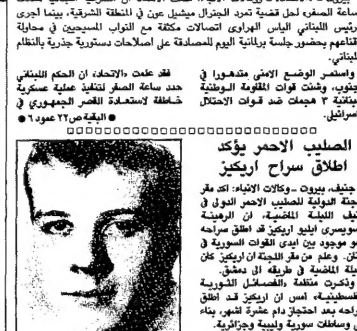 ساعة الصفر لحل قضية تمرد الجنرال ميشيل عون في المنطقة الشرقية، بينما أجرى
الرئيس اللبناني الياس الهراوي اتصالات مكثفة مع النواب المسيحيين في محاولة
لاقناعهم بحضور جلسة برلمانية اليوم للمصادقة على اصلاحات دستورية جذرية بالنظام
اللبناني.
واستمر الوضع الامني متدهورا في
الجنوب، وشنت قوات المقاومة الوطنية
اللبنانية ٣ هجمات ضد قوات الاحتلال
الاسرائيلي.
فقد علمت «الاتحاد» ان الحكم اللبناني
حدد ساعة الصفر لتنفيذ عملية عسكرية
خاطفة لاستعادة القصر الجمهوري في
● البقية ص ٢٢ عمود ٦ ●
الصليب الاحمر يؤكد
اطلاق سراح اريكيز
جنيف، بيروت ـ وكالات الانباء: اكد مقر
اللجنة الدولية للصليب الاحمر الدولي في
جنيف الليلة الماضية، ان الرهينة
السويسري ايليو اريكيز قد اطلق سراحه
وهو موجود بين ايدي القوات السورية في
لبنان. وعلم من مقر اللجنة ان اريكيز كان
الليلة الماضية في طريقه الى دمشق.
وذكرت منظمة «الفصائل الثورية
الفلسطينية» امس ان اريكيز قد اطلق
سراحه بعد احتجاز دام عشرة اشهر، بناء
على وساطات سورية وليبية وجزائرية.